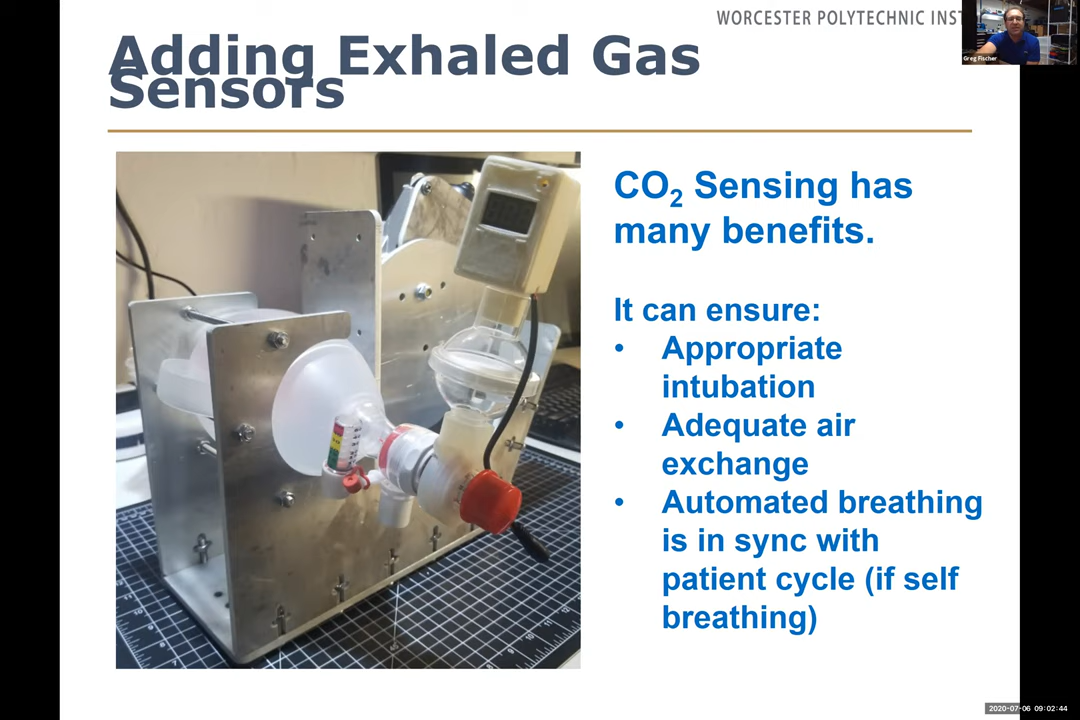 WORCESTER POLYTECHNIC INST
Adding Exhaled Gas
Sensors
Greg Fischer
CO₂ Sensing has
many benefits.
It can ensure:
• Appropriate
intubation
• Adequate air
exchange
• Automated breathing
is in sync with
patient cycle (if self
breathing)
2020-07-06 09:02:44